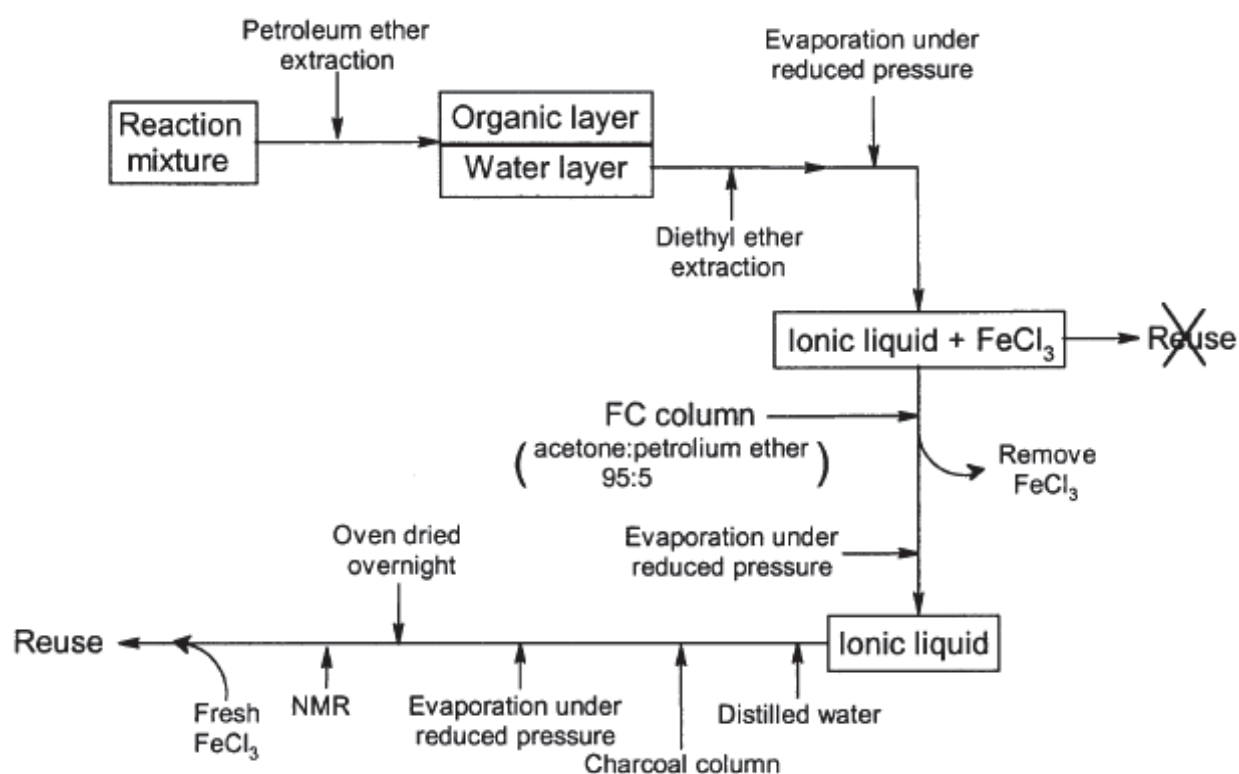 Petroleum ether
extraction
Evaporation under
reduced pressure
Reaction
mixture
Organic layer
Water layer
Diethyl ether
extraction
Ionic liquid + FeCl₃
Reuse
FC column
(acetone:petrolium ether
95:5)
Remove
FeCl₃
Evaporation under
reduced pressure
Oven dried
overnight
Ionic liquid
Reuse
Fresh
FeCl₃
NMR
Evaporation under
reduced pressure
Charcoal column
Distilled water